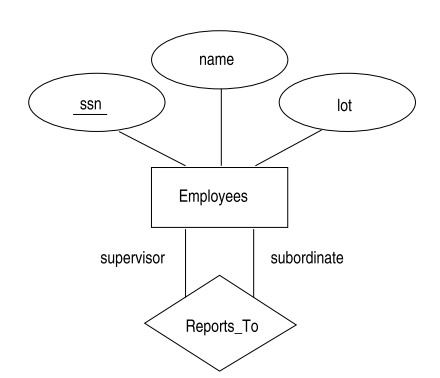 name
ssn
lot
Employees
supervisor
subordinate
Reports_To